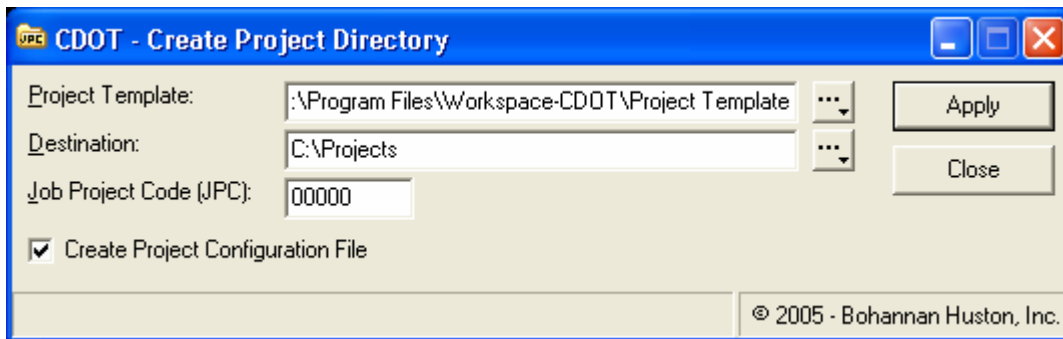 JPC CDOT - Create Project Directory
Project Template: :\Program Files\Workspace-CDOT\Project Template ... Apply
Destination: C:\Projects ... Close
Job Project Code (JPC): 00000
Create Project Configuration File
© 2005 - Bohannan Huston, Inc.